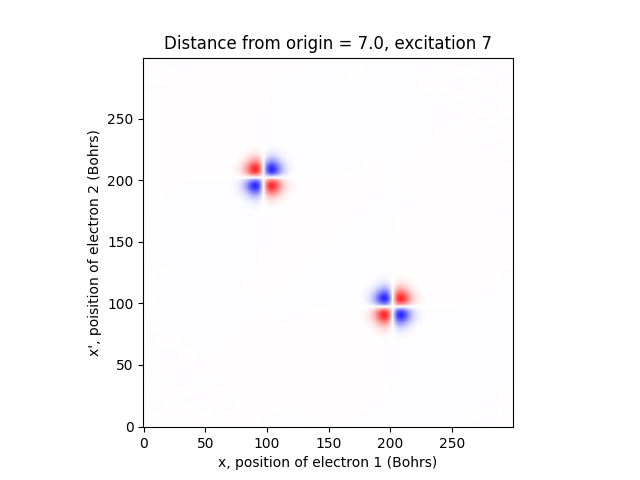 Distance from origin = 7.0, excitation 7
250
200
150
100
50
0
x', poisition of electron 2 (Bohrs)
0 50 100 150 200 250
x, position of electron 1 (Bohrs)